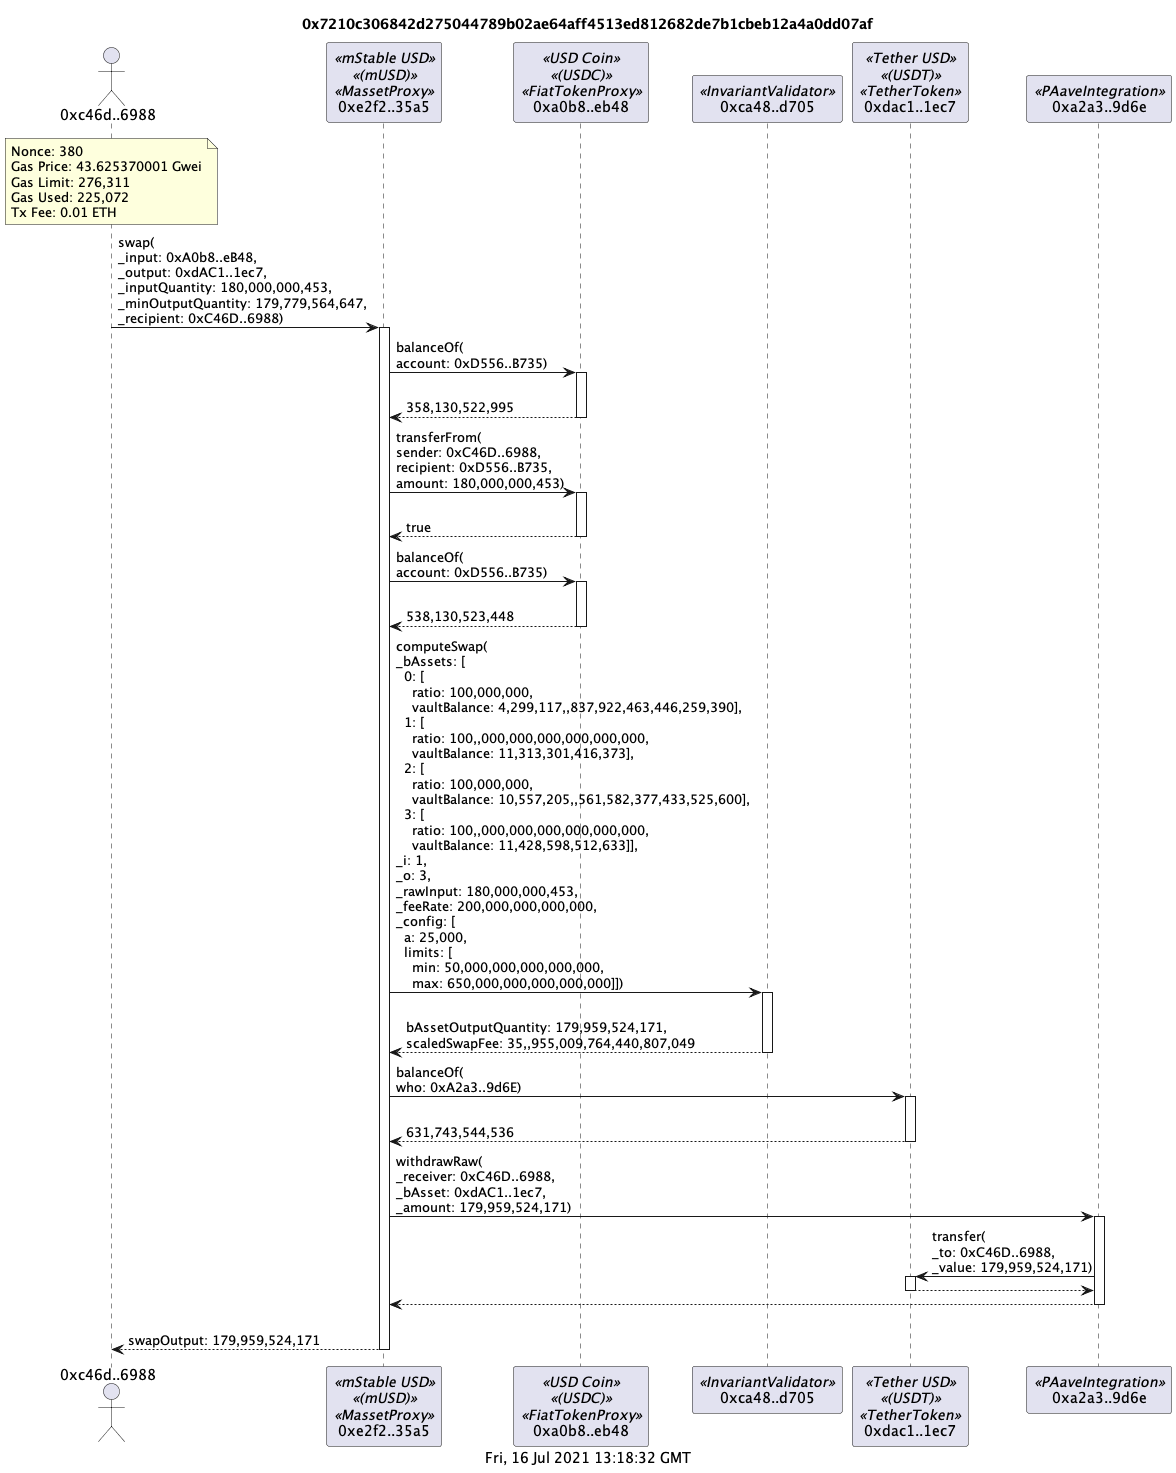 0x7210c306842d275044789b02ae64aff4513ed812682de7b1cbeb12a4a0dd07af
0xc46d..6988
«mStable USD»
«(mUSD)»
«MassetProxy»
0xe2f2..35a5
«USD Coin»
«(USDC)»
«FiatTokenProxy»
0xa0b8..eb48
«InvariantValidator»
0xca48..d705
«Tether USD»
«(USDT)»
«TetherToken»
0xdac1..1ec7
«PAaveIntegration»
0xa2a3..9d6e
Nonce: 380
Gas Price: 43.625370001 Gwei
Gas Limit: 276,311
Gas Used: 225,072
Tx Fee: 0.01 ETH
swap(
_input: 0xA0b8..eB48,
_output: 0xdAC1..1ec7,
_inputQuantity: 180,000,000,453,
_minOutputQuantity: 179,779,564,647,
_recipient: 0xC46D..6988)
balanceOf(
account: 0xD556..B735)
358,130,522,995
transferFrom(
sender: 0xC46D..6988,
recipient: 0xD556..B735,
amount: 180,000,000,453)
true
balanceOf(
account: 0xD556..B735)
538,130,523,448
computeSwap(
_bAssets: [
0: [
ratio: 100,000,000,
vaultBalance: 4,299,117,,837,922,463,446,259,390],
1: [
ratio: 100,,000,000,000,000,000,000,
vaultBalance: 11,313,301,416,373],
2: [
ratio: 100,000,000,
vaultBalance: 10,557,205,,561,582,377,433,525,600],
3: [
ratio: 100,,000,000,000,000,000,000,
vaultBalance: 11,428,598,512,633]],
_i: 1,
_o: 3,
_rawInput: 180,000,000,453,
_feeRate: 200,000,000,000,000,
_config: [
a: 25,000,
limits: [
min: 50,000,000,000,000,000,
max: 650,000,000,000,000,000]])
bAssetOutputQuantity: 179,959,524,171,
scaledSwapFee: 35,,955,009,764,440,807,049
balanceOf(
who: 0xA2a3..9d6E)
631,743,544,536
withdrawRaw(
_receiver: 0xC46D..6988,
_bAsset: 0xdAC1..1ec7,
_amount: 179,959,524,171)
transfer(
_to: 0xC46D..6988,
_value: 179,959,524,171)
swapOutput: 179,959,524,171
0xc46d..6988
«mStable USD»
«(mUSD)»
«MassetProxy»
0xe2f2..35a5
«USD Coin»
«(USDC)»
«FiatTokenProxy»
0xa0b8..eb48
«InvariantValidator»
0xca48..d705
«Tether USD»
«(USDT)»
«TetherToken»
0xdac1..1ec7
«PAaveIntegration»
0xa2a3..9d6e
Fri, 16 Jul 2021 13:18:32 GMT